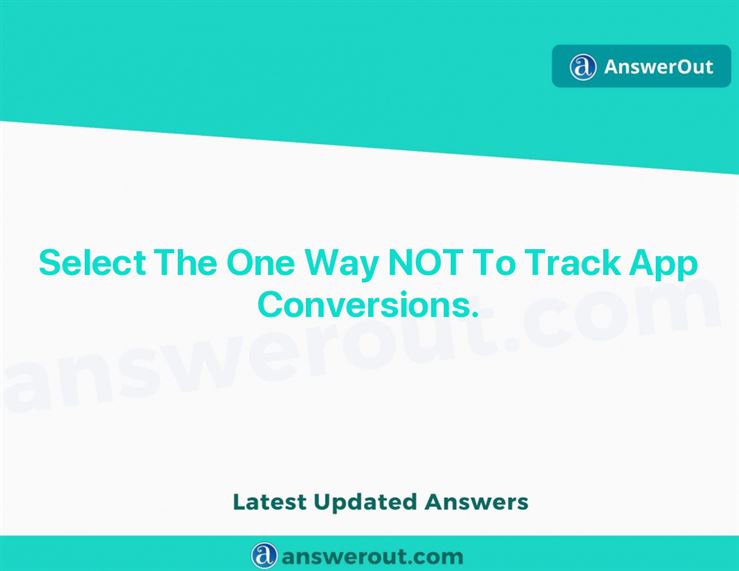 AnswerOut
Select The One Way NOT To Track App
Conversions.
answerout.com
Latest Updated Answers
answerout.com